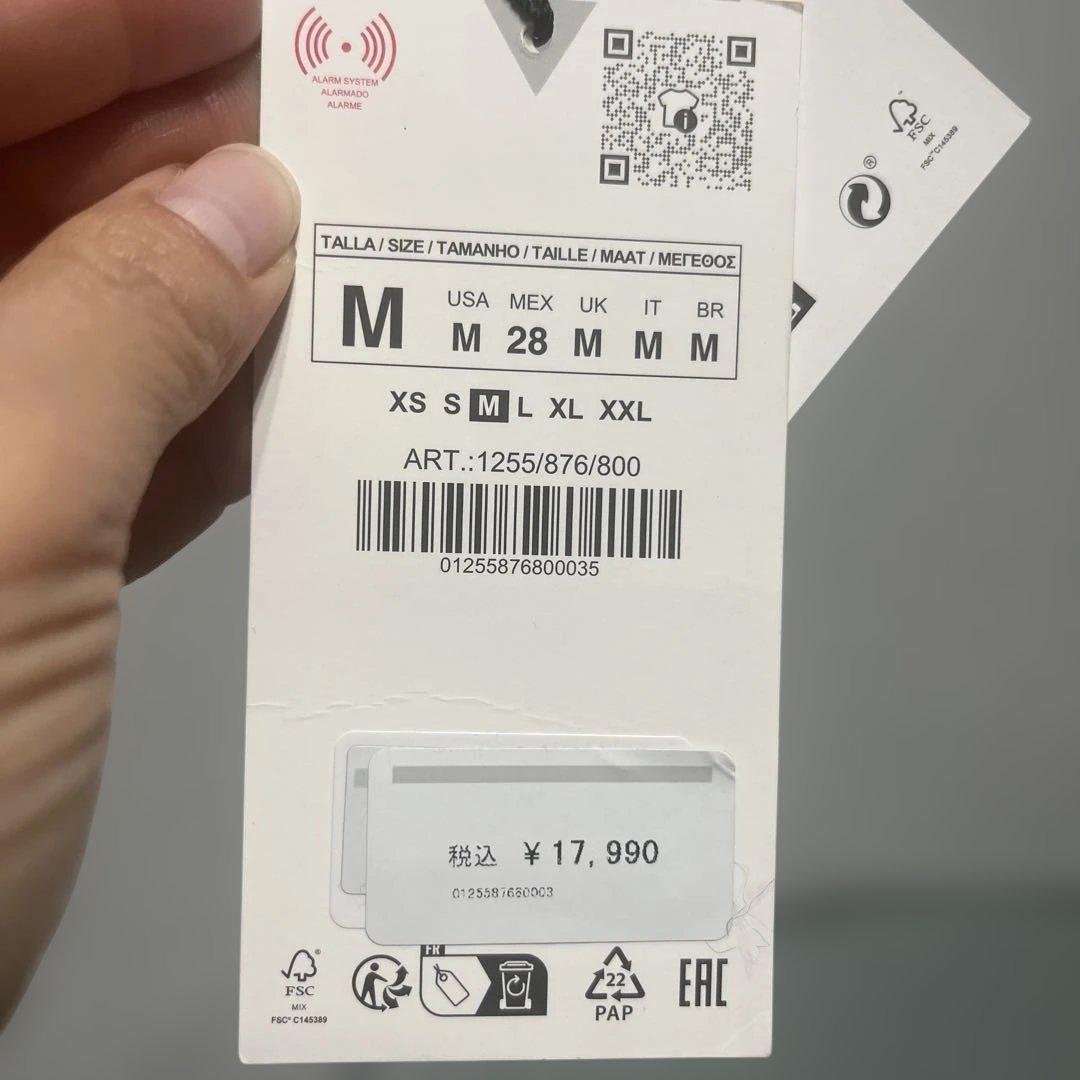 ALARM SYSTEM
ALARMADO
ALARME
FSC
MIX
FSC® C145389
®
TALLA / SIZE / TAMANHO / TAILLE / MAAT / ΜΕΓΕΘΟΣ
M
USA MEX UK IT BR
M 28 M M M
XS S M L XL XXL
ART.:1255/876/800
01255876800035
税込 ¥17,990
FR
FSC®
MIX
FSC® C145389
22
PAP
EAC